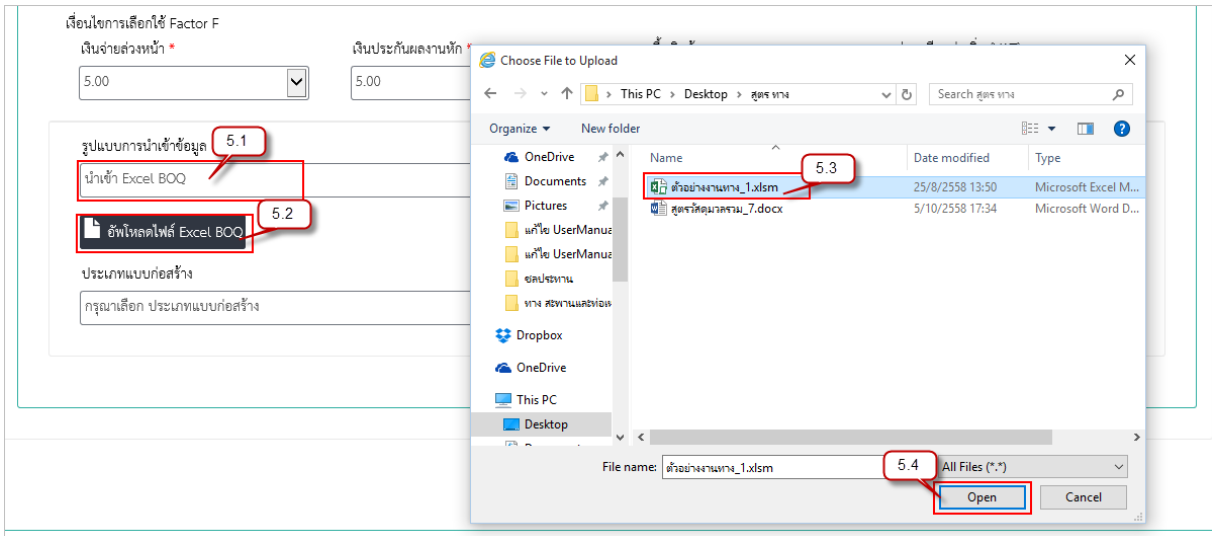 เงื่อนไขการเลือกใช้ Factor F
เงินจ่ายล่วงหน้า *
5.00
เงินประกันผลงานหัก *
5.00
รูปแบบการนำเข้าข้อมูล
5.1
นำเข้า Excel BOQ
5.2
อัพโหลดไฟล์ Excel BOQ
ประเภทแบบก่อสร้าง
กรุณาเลือก ประเภทแบบก่อสร้าง
Choose File to Upload
This PC > Desktop > สูตร ทาง
Search สูตร ทาง
Organize
New folder
OneDrive
Documents
Pictures
แก้ไข UserManua
แก้ไข UserManua
ชลประทาน
ทาง สะพานและท่อเห
Dropbox
OneDrive
This PC
Desktop
Name
Date modified
Type
5.3
ตัวอย่างงานทาง_1.xlsm
25/8/2558 13:50
Microsoft Excel M...
สูตรวัสดุมวลรวม_7.docx
5/10/2558 17:34
Microsoft Word D...
File name:
ตัวอย่างงานทาง_1.xlsm
5.4
All Files (*.*)
Open
Cancel